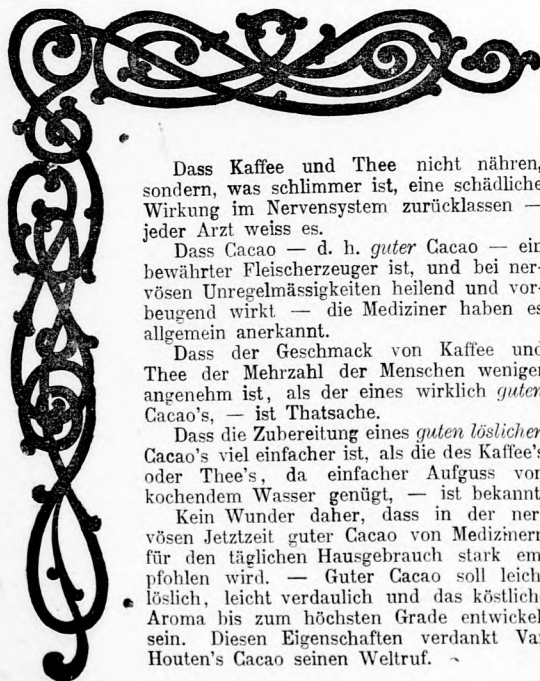 Dass Kaffee und Thee nicht nähren,
sondern, was schlimmer ist, eine schädliche
Wirkung im Nervensystem zurücklassen —
jeder Arzt weiss es.
Dass Cacao — d. h. guter Cacao — ein
bewährter Fleischerzeuger ist, und bei ner-
vösen Unregelmässigkeiten heilend und vor-
beugend wirkt — die Mediziner haben es
allgemein anerkannt.
Dass der Geschmack von Kaffee und
Thee der Mehrzahl der Menschen weniger
angenehm ist, als der eines wirklich guten
Cacao's, — ist Thatsache.
Dass die Zubereitung eines guten löslichen
Cacao's viel einfacher ist, als die des Kaffee's
oder Thee's, da einfacher Aufguss von
kochendem Wasser genügt, — ist bekannt
Kein Wunder daher, dass in der ner
vösen Jetztzeit guter Cacao von Medizinern
für den täglichen Hausgebrauch stark em
pfohlen wird. — Guter Cacao soll leich
löslich, leicht verdaulich und das köstlich
Aroma bis zum höchsten Grade entwickel
sein. Diesen Eigenschaften verdankt Van
Houten's Cacao seinen Weltruf.